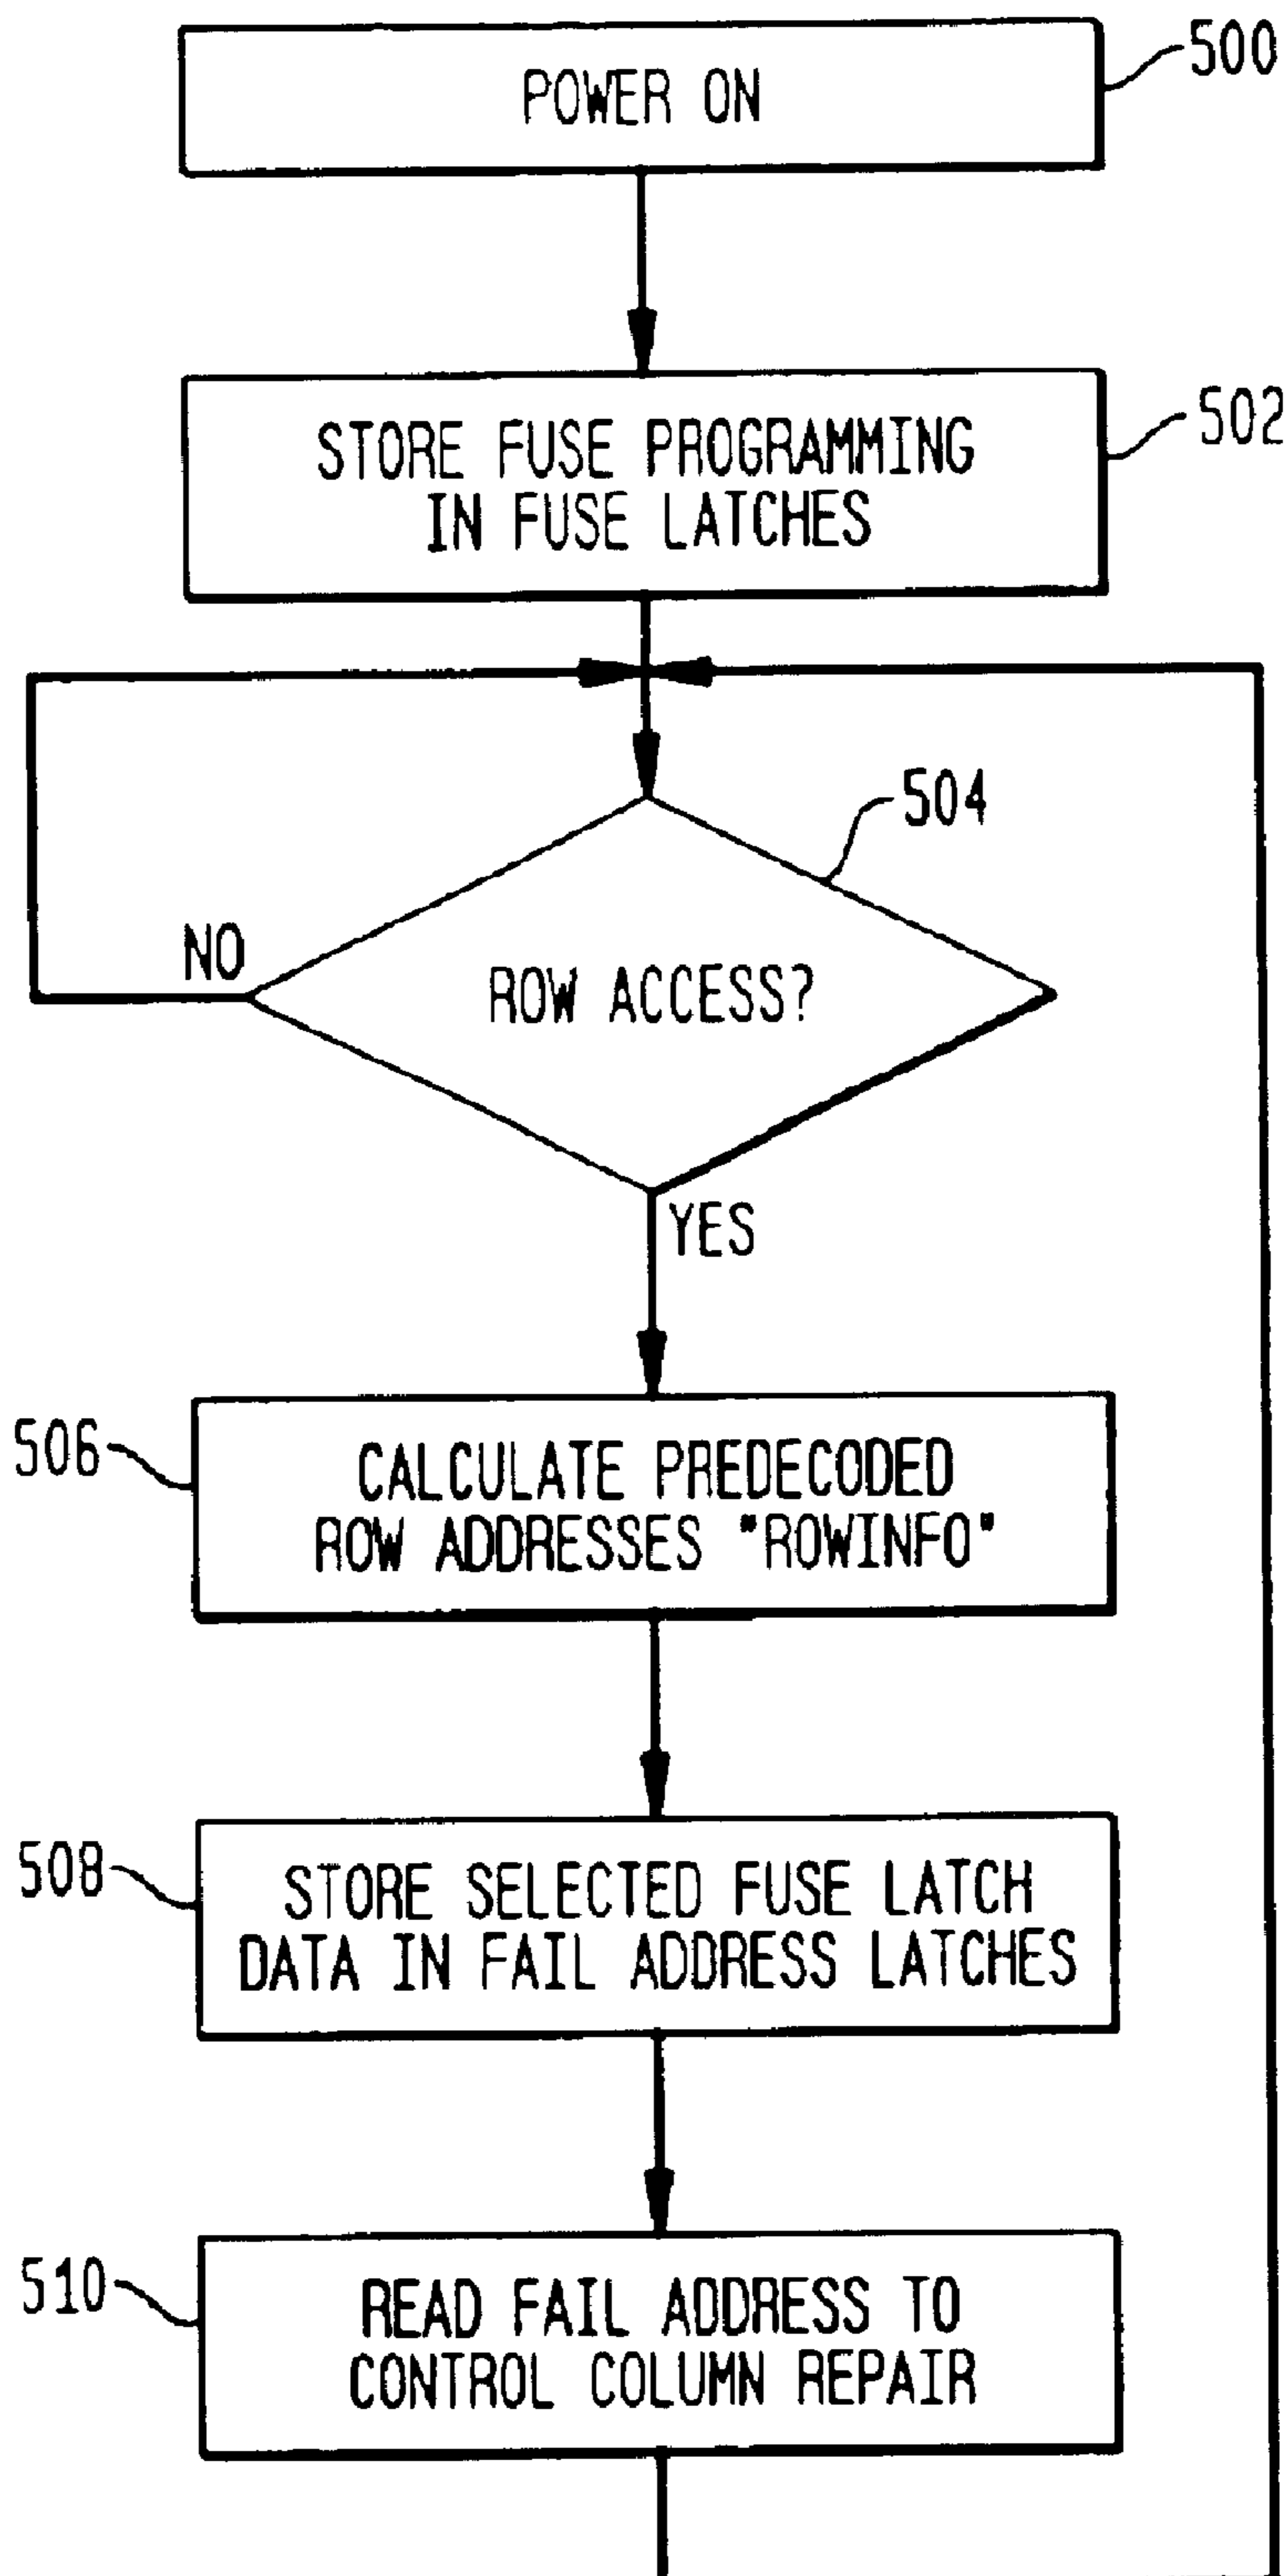 POWER ON
500
STORE FUSE PROGRAMMING
IN FUSE LATCHES
502
504
NO
ROW ACCESS?
YES
506
CALCULATE PREDECODED
ROW ADDRESSES "ROWINFO"
508
STORE SELECTED FUSE LATCH
DATA IN FAIL ADDRESS LATCHES
510
READ FAIL ADDRESS TO
CONTROL COLUMN REPAIR